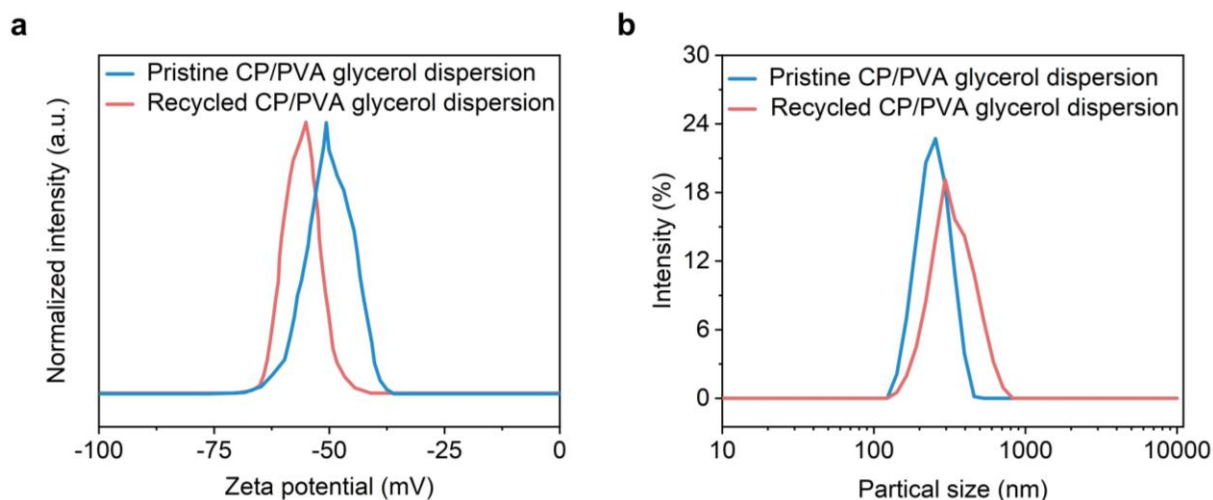 a
Pristine CP/PVA glycerol dispersion
Recycled CP/PVA glycerol dispersion
Normalized intensity (a.u.)
-100
-75
-50
-25
0
Zeta potential (mV)
b
30
24
18
12
6
0
Pristine CP/PVA glycerol dispersion
Recycled CP/PVA glycerol dispersion
Intensity (%)
10
100
1000
10000
Partical size (nm)